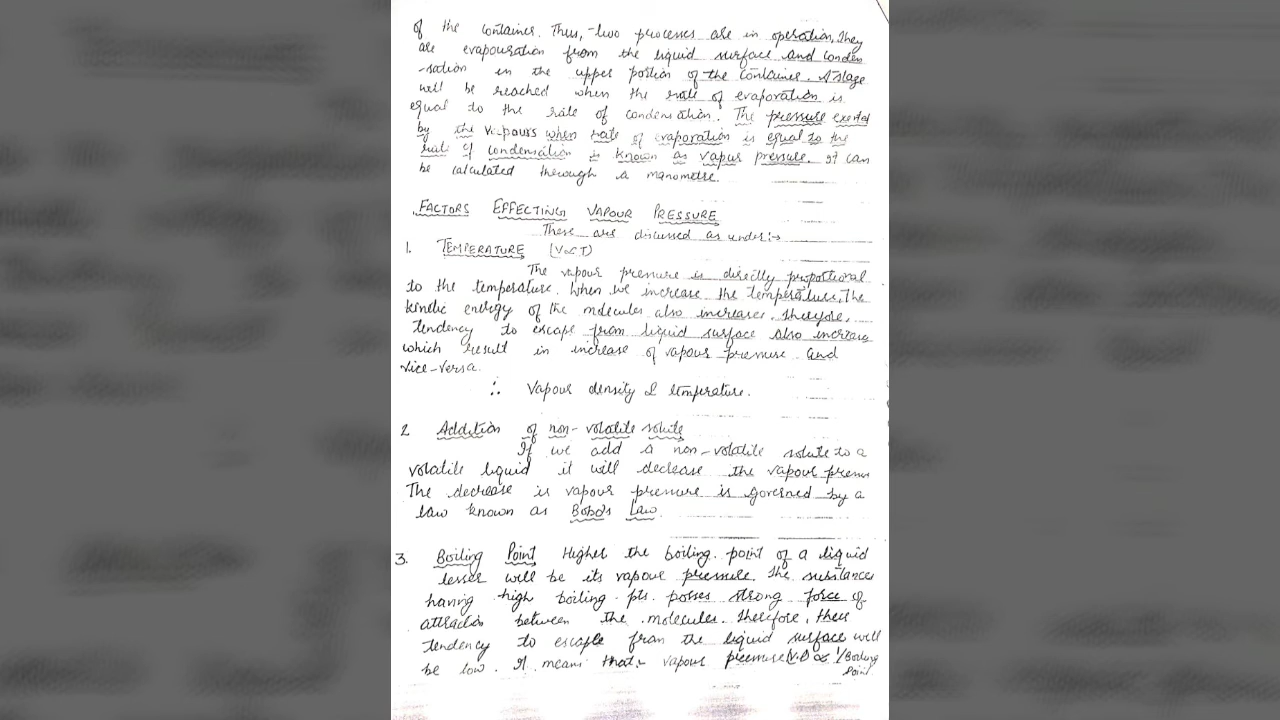 of the container. Thus, two processes are in operation, they
are evapouration from the liquid surface and conden
-sation in the upper portion of the container. A stage
will be reached when the rate of evaporation is
equal to the rate of condensation. The pressure exerted
by the vapours when rate of evaporation is equal to the
rate of condensation is known as vapur pressure. It can
be calculated through a manometre.
FACTORS EFFECTING VAPOUR PRESSURE
There are discussed as under:-
1. TEMPERATURE (V∝T)
The vapour pressure is directly proportional
to the temperature. When we increase the temperature, the
kinetic energy of the molecules also increases, therefore,
tendency to escape from liquid surface also increase
which result in increase of vapour pressure and
vice-versa.
∴ Vapour density ∝ temperature.
2 Addition of non-volatile solute
If we add a non-volatile solute to a
volatile liquid it will decrease the vapour pressure
The decrease is vapour pressure is governed by a
law known as Law.
3. Boiling Point Higher the boiling point of a liquid
lesser will be its vapour pressure. The substances
having high boiling pts. posses strong force of
attraction between the molecules. therefore, their
tendency to escape from the liquid surface will
be low. It means that:- vapour pressure (V.P) ∝ 1/Boiling
Point.